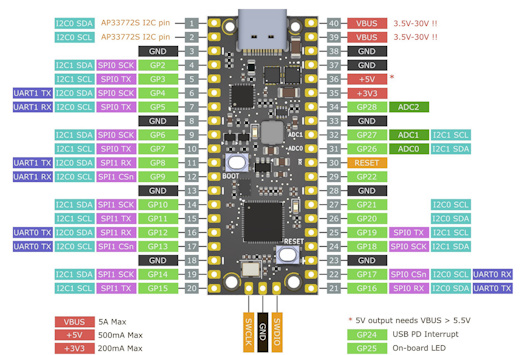 I2C0 SDA AP33772S I2C pin 1
I2C0 SCL AP33772S I2C pin 2
GND 3
I2C1 SDA SPI0 SCK GP2 4
I2C1 SCL SPI0 TX GP3 5
UART1 TX I2C0 SDA SPI0 SCK GP4 6
UART1 RX I2C0 SCL SPI0 TX GP5 7
GND 8
I2C1 SDA SPI0 SCK GP6 9
I2C1 SCL SPI0 TX GP7 10
UART1 TX I2C0 SDA SPI1 RX GP8 11
UART1 RX I2C0 SCL SPI1 CSn GP9 12
GND 13
I2C1 SDA SPI1 SCK GP10 14
I2C1 SCL SPI1 TX GP11 15
UART0 TX I2C0 SDA SPI1 RX GP12 16
UART0 TX I2C0 SCL SPI1 CSn GP13 17
GND 18
I2C1 SDA SPI1 SCK GP14 19
I2C1 SCL SPI1 TX GP15 20
40 VBUS 3.5V-30V !!
39 VBUS 3.5V-30V !!
38 GND
37 GND
36 +5V *
35 +3V3
34 GP28 ADC2
33 GND
32 GP27 ADC1 I2C1 SCL
31 GP26 ADC0 I2C1 SDA
30 RESET
29 GP22
28 GND
27 GP21 I2C0 SCL
26 GP20 I2C0 SDA
25 GP19 SPI0 TX I2C1 SCL
24 GP18 SPI0 SCK I2C1 SDA
23 GND
22 GP17 SPI0 CSn I2C0 SCL UART0 RX
21 GP16 SPI0 RX I2C0 SDA UART0 TX
ADC1
ADC0
BOOT
RESET
SWCLK
GND
SWDIO
VBUS 5A Max
+5V 500mA Max
+3V3 200mA Max
* 5V output needs VBUS > 5.5V
GP24 USB PD Interrupt
GP25 On-board LED